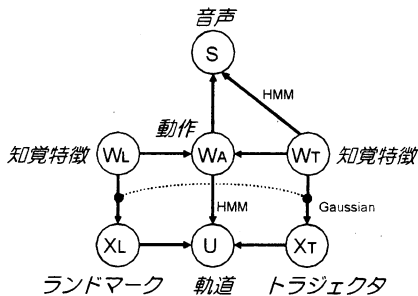 音声
S
HMM
動作
知覚特徴 WL WA WT 知覚特徴
HMM Gaussian
XL U XT
ランドマーク 軌道 トラジェクタ